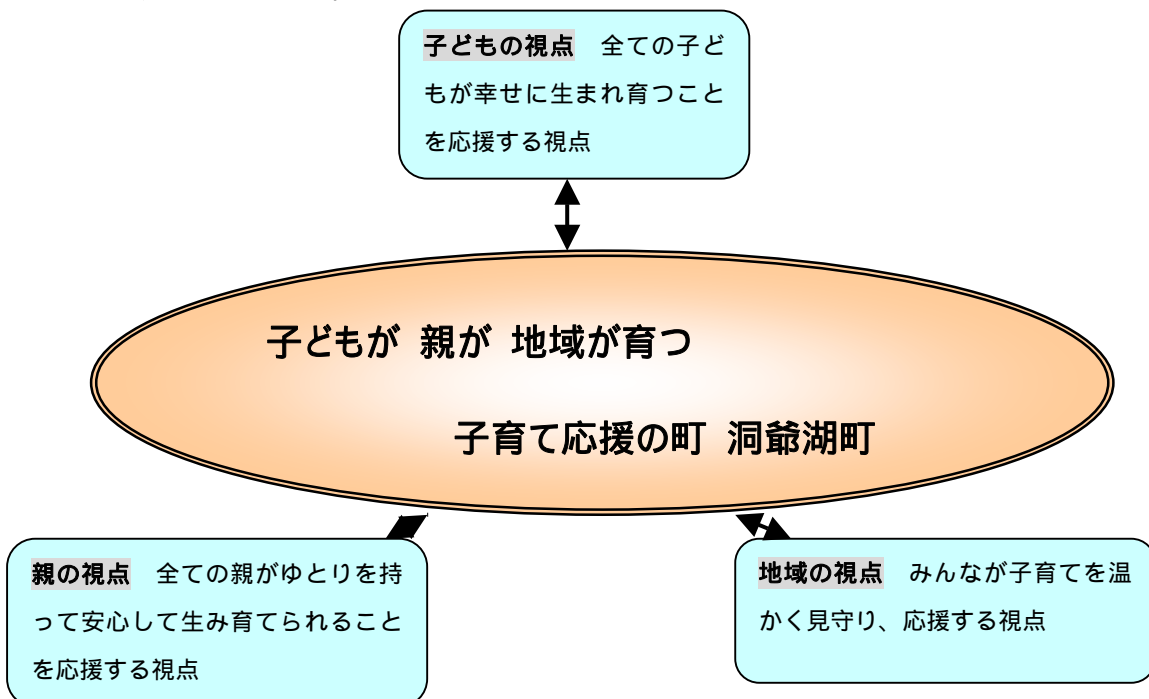 子どもの視点　全ての子ど
もが幸せに生まれ育つこと
を応援する視点
子どもが 親が 地域が育つ
子育て応援の町 洞爺湖町
親の視点　全ての親がゆとりを持
って安心して生み育てられること
を応援する視点
地域の視点　みんなが子育てを温
かく見守り、応援する視点